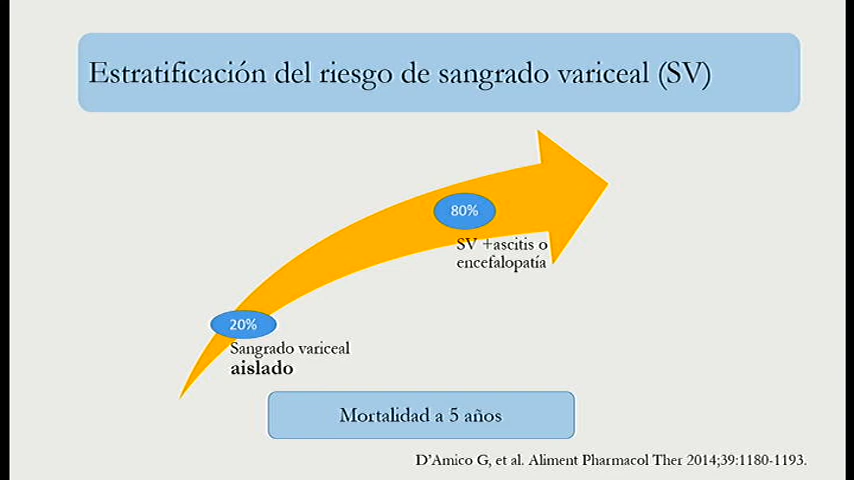 Estratificación del riesgo de sangrado variceal (SV)
80%
SV +ascitis o
encefalopatía
20%
Sangrado variceal
aislado
Mortalidad a 5 años
D'Amico G, et al. Aliment Pharmacol Ther 2014;39:1180-1193.